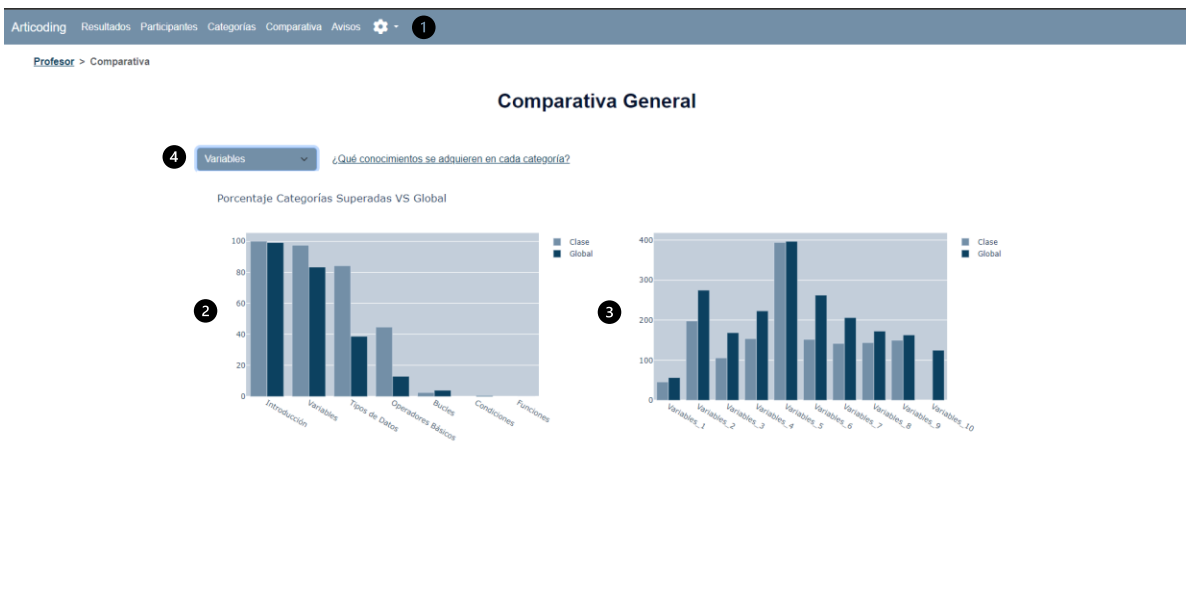 Articoding Resultados Participantes Categorías Comparativa Avisos 1
Profesor > Comparativa
Comparativa General
4 Variables ¿Qué conocimientos se adquieren en cada categoría?
Porcentaje Categorías Superadas VS Global
2
100
80
60
40
20
0
Introducción
Variables
Tipos de Datos
Operadores Básicos
Bucles
Condiciones
Funciones
Clase
Global
3
400
300
200
100
0
Variables_1
Variables_2
Variables_3
Variables_4
Variables_5
Variables_6
Variables_7
Variables_8
Variables_9
Variables_10
Clase
Global